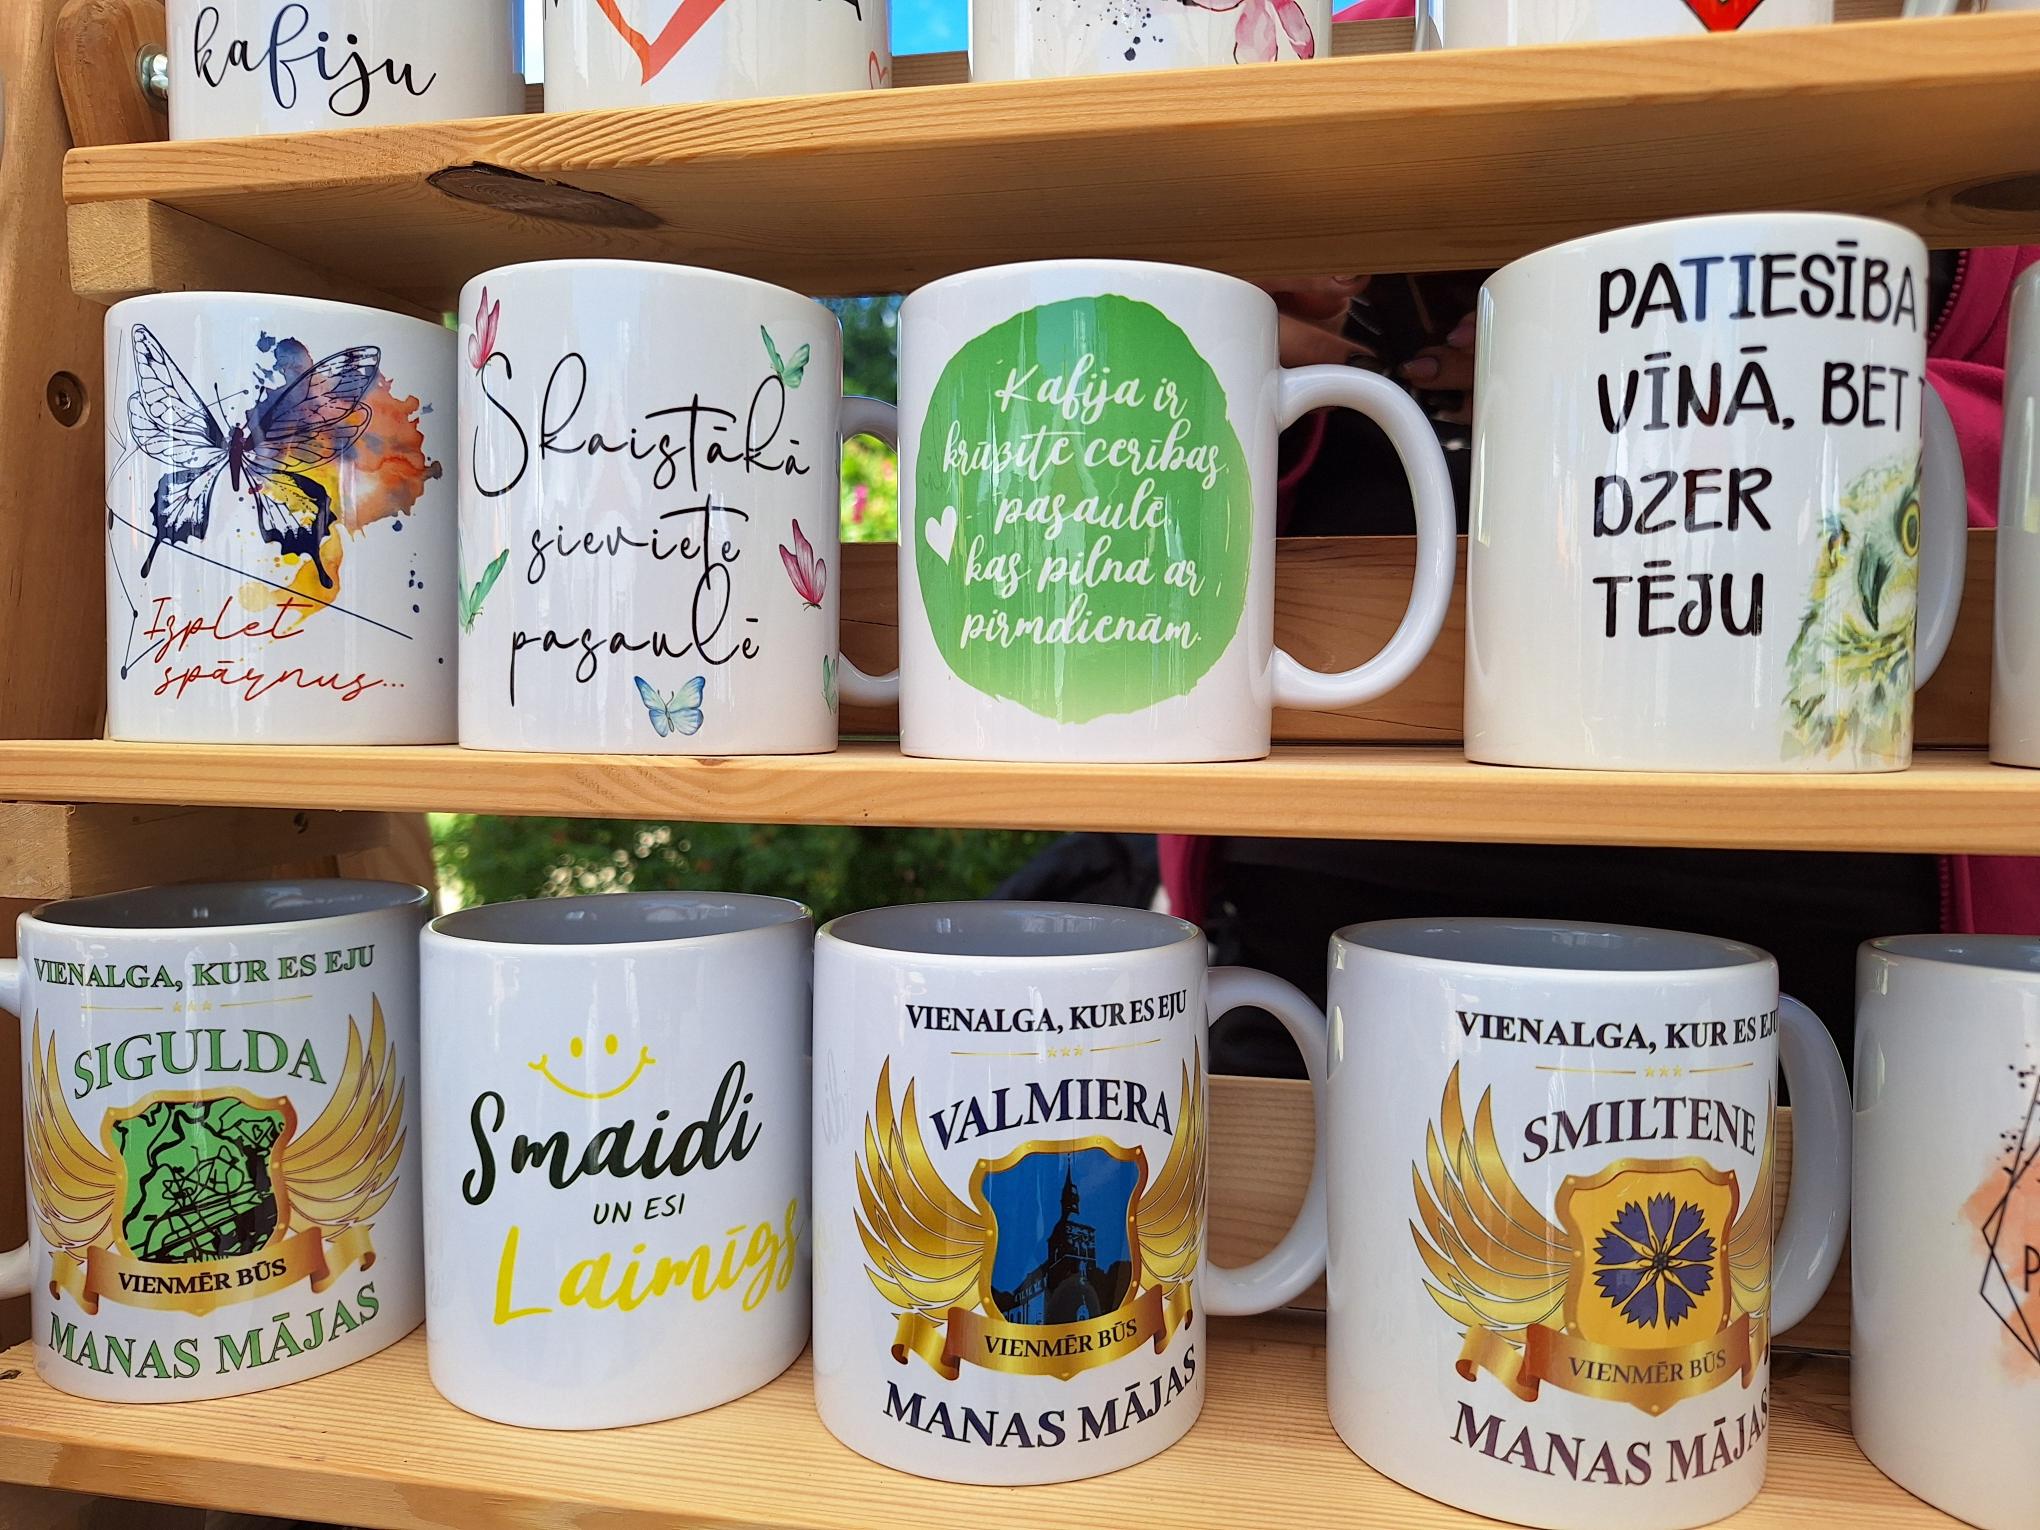 kafiju
Izplet
spārnus...
Skaistākā
sieviete
pasaulē
Kafija ir
krūzīte cerības
pasaulē,
kas pilna ar
pirmdienām.
PATIESĪBA
VĪNĀ, BET
DZER
TĒJU
VIENALGA, KUR ES EJU
SIGULDA
VIENMĒR BŪS
MANAS MĀJAS
Smaidi
UN ESI
Laimīgs
VIENALGA, KUR ES EJU
VALMIERA
VIENMĒR BŪS
MANAS MĀJAS
VIENALGA, KUR ES EJU
SMILTENE
VIENMĒR BŪS
MANAS MĀJAS